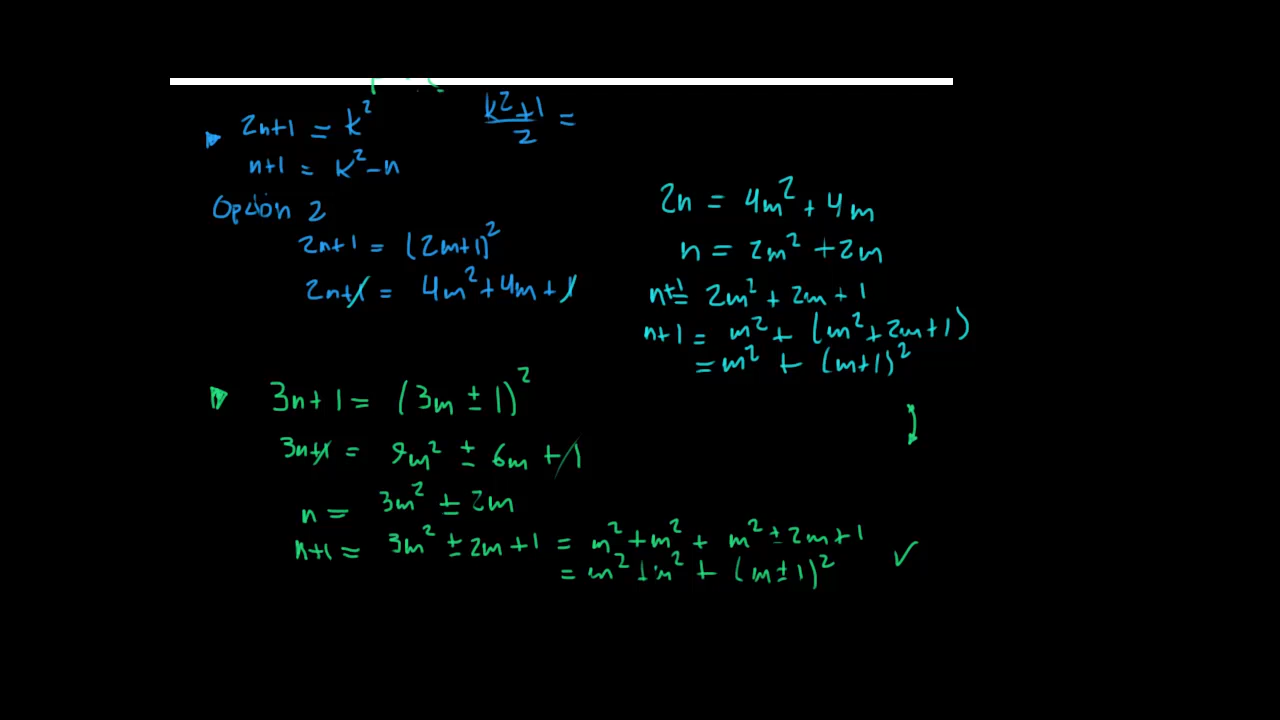 2n+1 = k²
k²+1 / 2 =
n+1 = k²-n
Option 2
2n+1 = (2m+1)²
2n+1 = 4m²+4m+1
2n = 4m²+4m
n = 2m²+2m
n+1 = 2m²+2m+1
n+1 = m²+(m²+2m+1)
= m²+(m+1)²
3n+1 = (3m ± 1)²
3n+1 = 9m² ± 6m + 1
n = 3m² ± 2m
n+1 = 3m² ± 2m+1 = m²+m²+m² ± 2m+1
= m²+m²+(m±1)² ✓